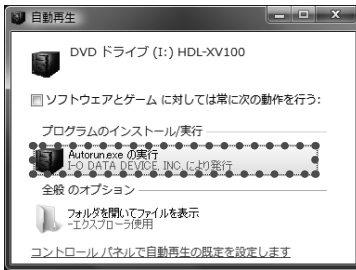 自動再生
DVD ドライブ (I:) HDL-XV100
ソフトウェアとゲーム に対しては常に次の動作を行う:
プログラムのインストール/実行
Autorun.exe の実行
I-O DATA DEVICE, INC. により発行
全般 のオプション
フォルダを開いてファイルを表示
-エクスプローラ使用
コントロール パネルで自動再生の既定を設定します